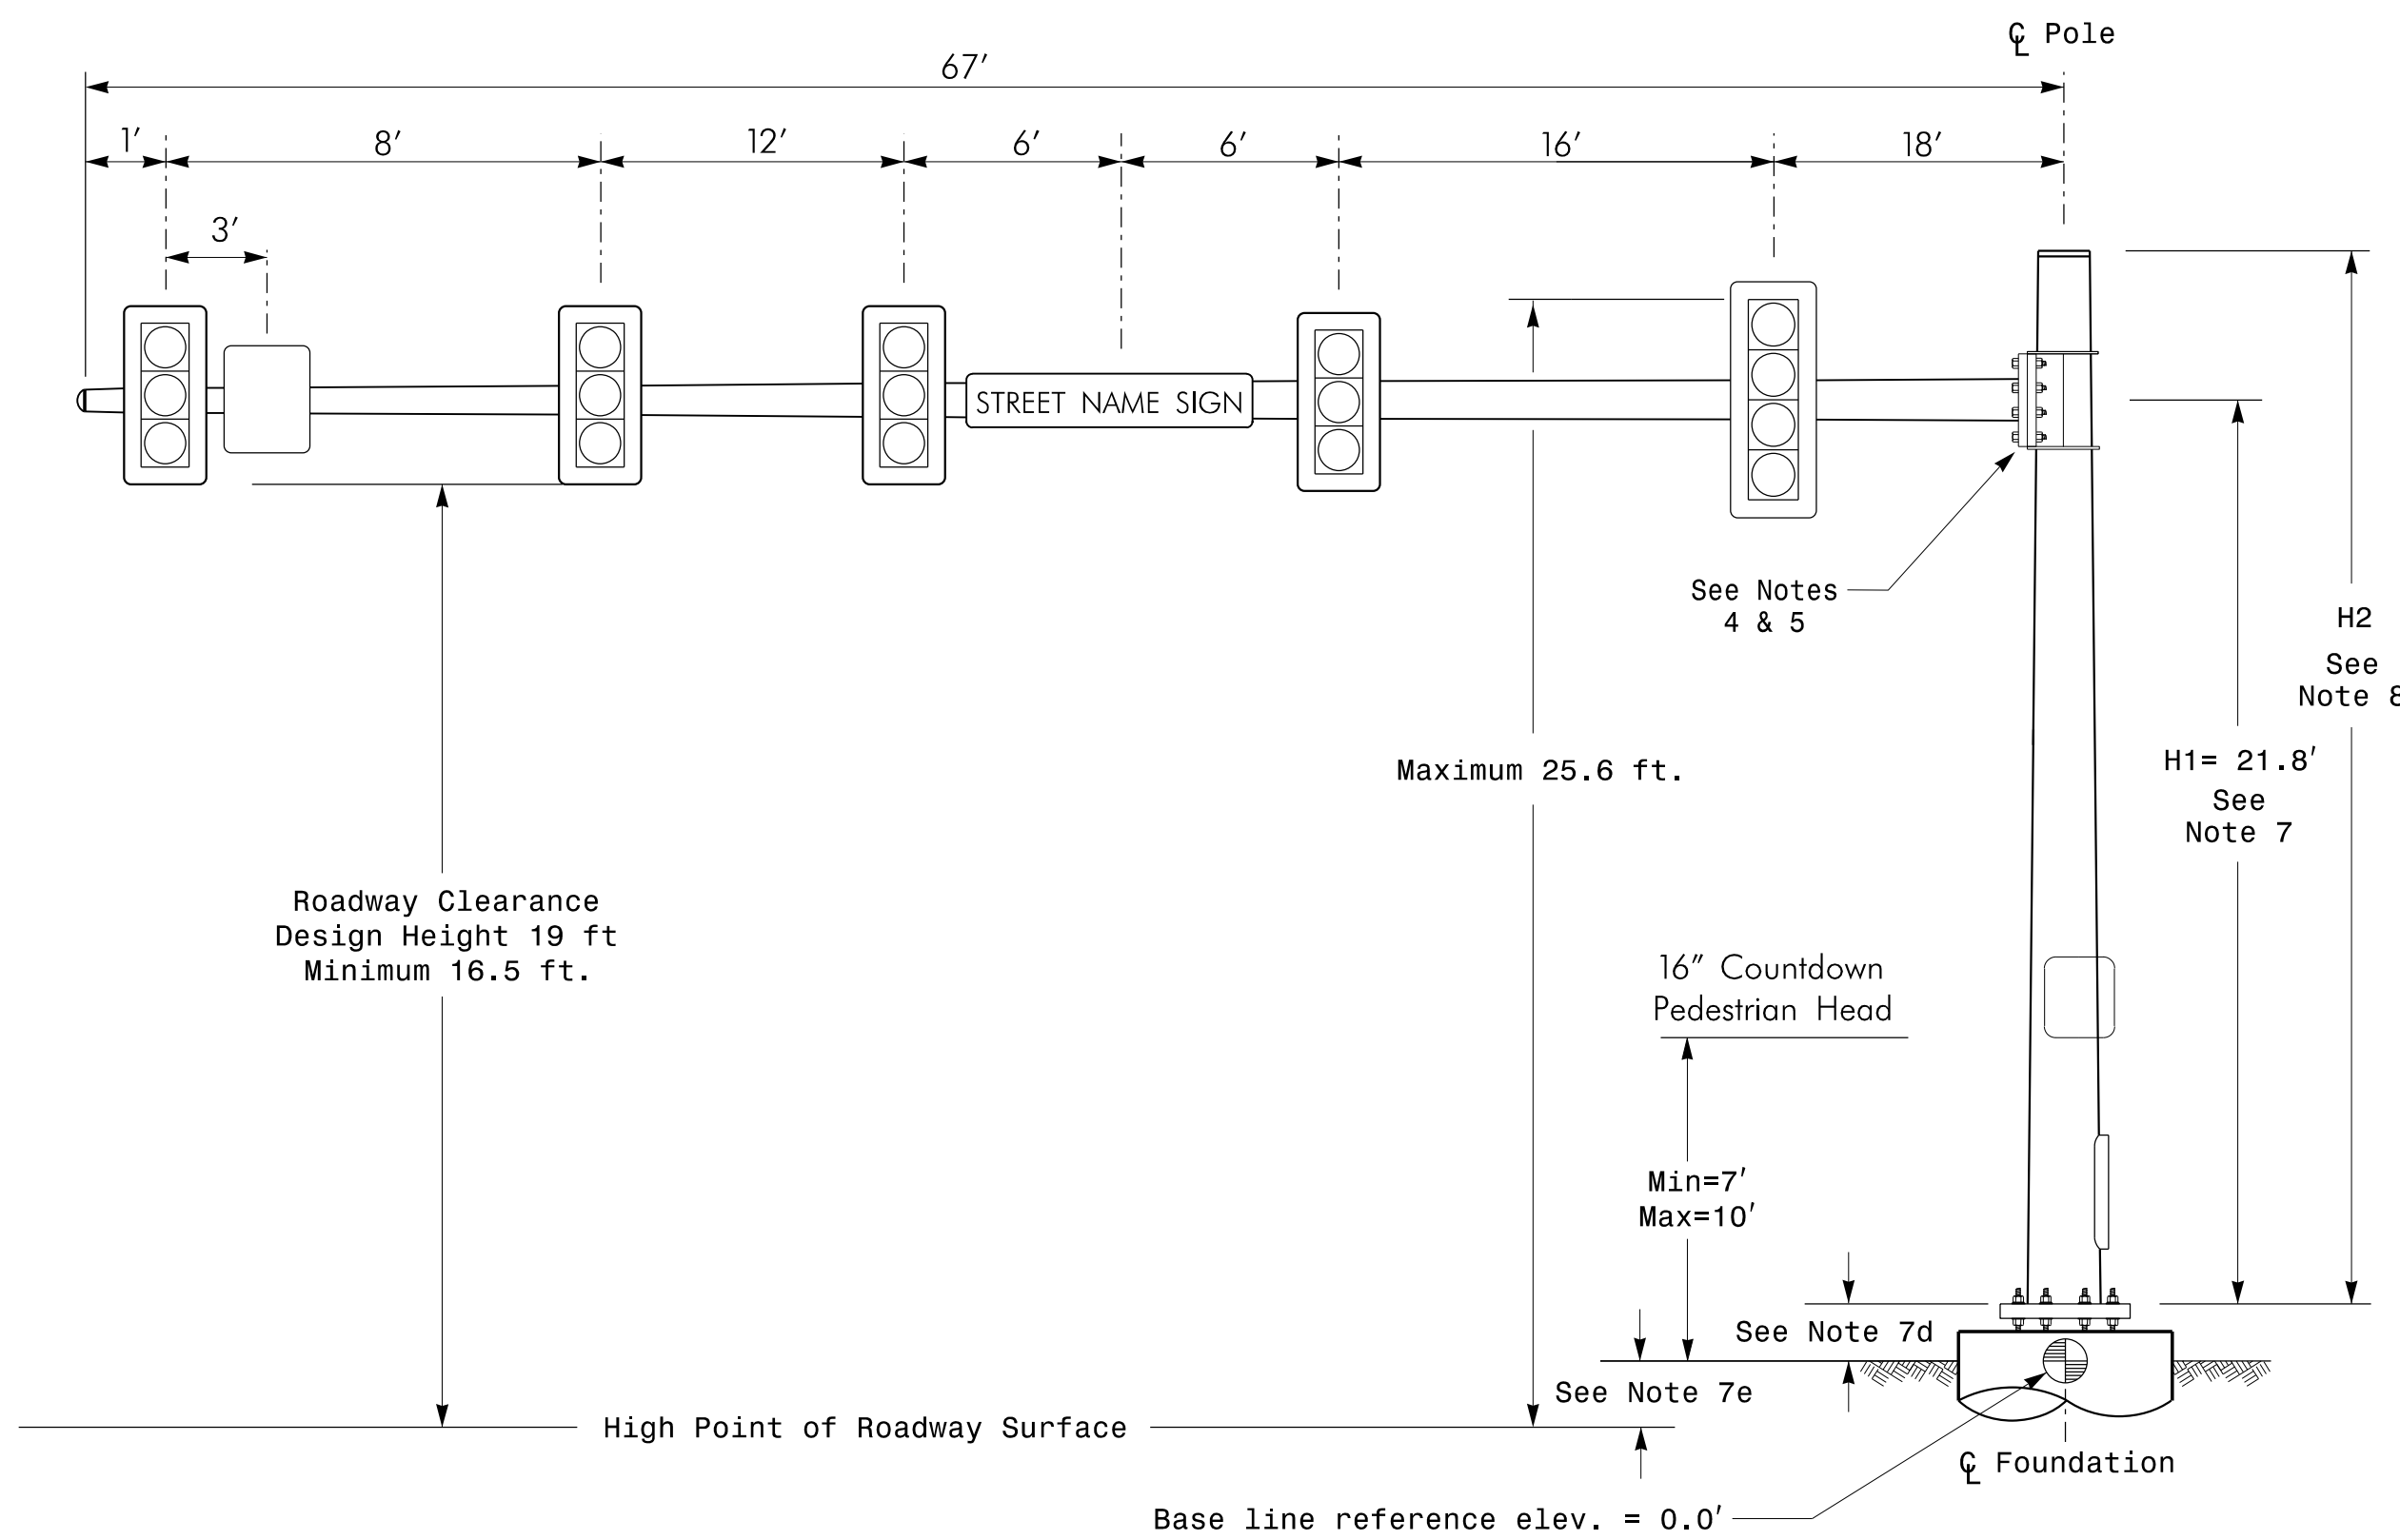 ℄ Pole
67'
1'
8'
12'
6'
6'
16'
18'
3'
STREET NAME SIGN
See Notes
4 & 5
H2
See
Note 8
Maximum 25.6 ft.
H1= 21.8'
See
Note 7
Roadway Clearance
Design Height 19 ft
Minimum 16.5 ft.
16" Countdown
Pedestrian Head
Min=7'
Max=10'
See Note 7d
See Note 7e
High Point of Roadway Surface
℄ Foundation
Base line reference elev. = 0.0'